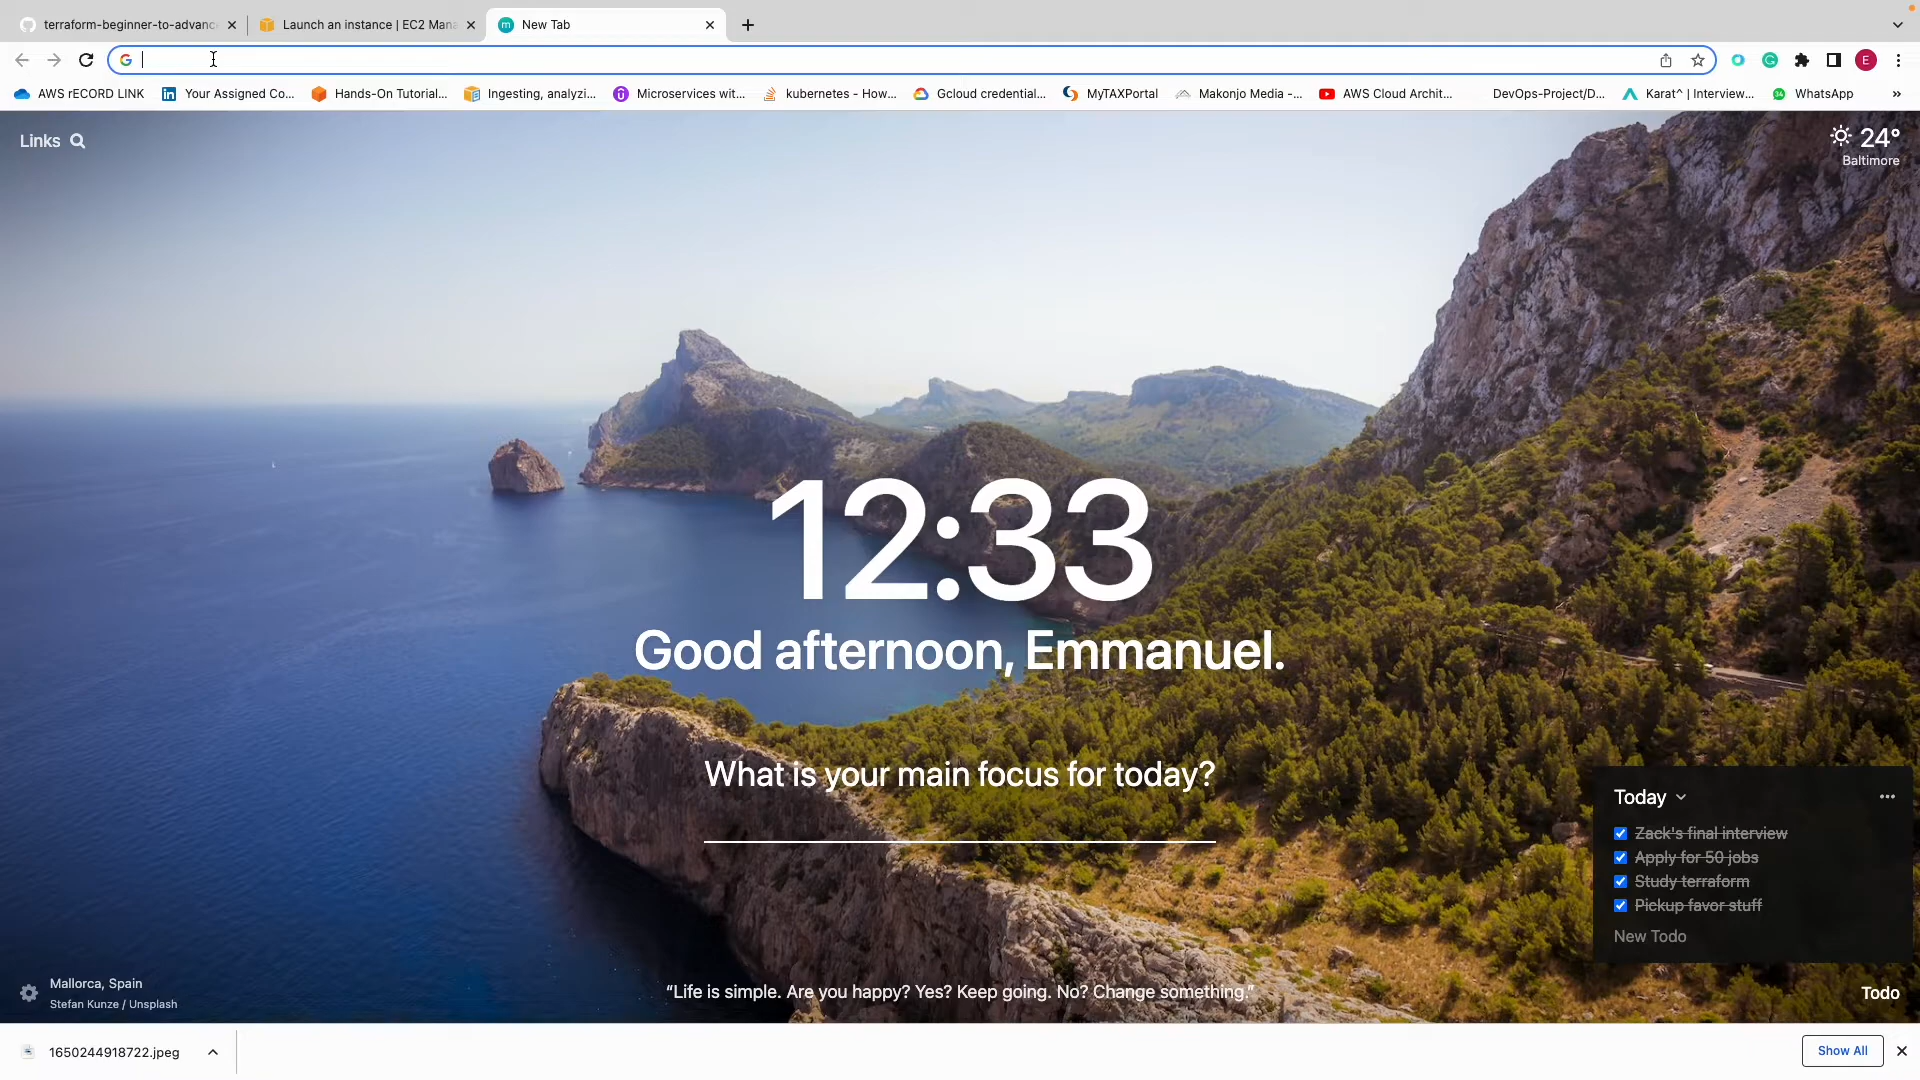 terraform-beginner-to-advanc
Launch an instance | EC2 Mana
New Tab
AWS rECORD LINK
Your Assigned Co...
Hands-On Tutorial...
Ingesting, analyzi...
Microservices wit...
kubernetes - How...
Gcloud credential...
MyTAXPortal
Makonjo Media -...
AWS Cloud Archit...
DevOps-Project/D...
Karat^ | Interview...
WhatsApp
»
Links
24°
Baltimore
12:33
Good afternoon, Emmanuel.
What is your main focus for today?
Today
Zack's final interview
Apply for 50 jobs
Study terraform
Pickup favor stuff
New Todo
Mallorca, Spain
Stefan Kunze / Unsplash
“Life is simple. Are you happy? Yes? Keep going. No? Change something.”
Todo
1650244918722.jpeg
Show All